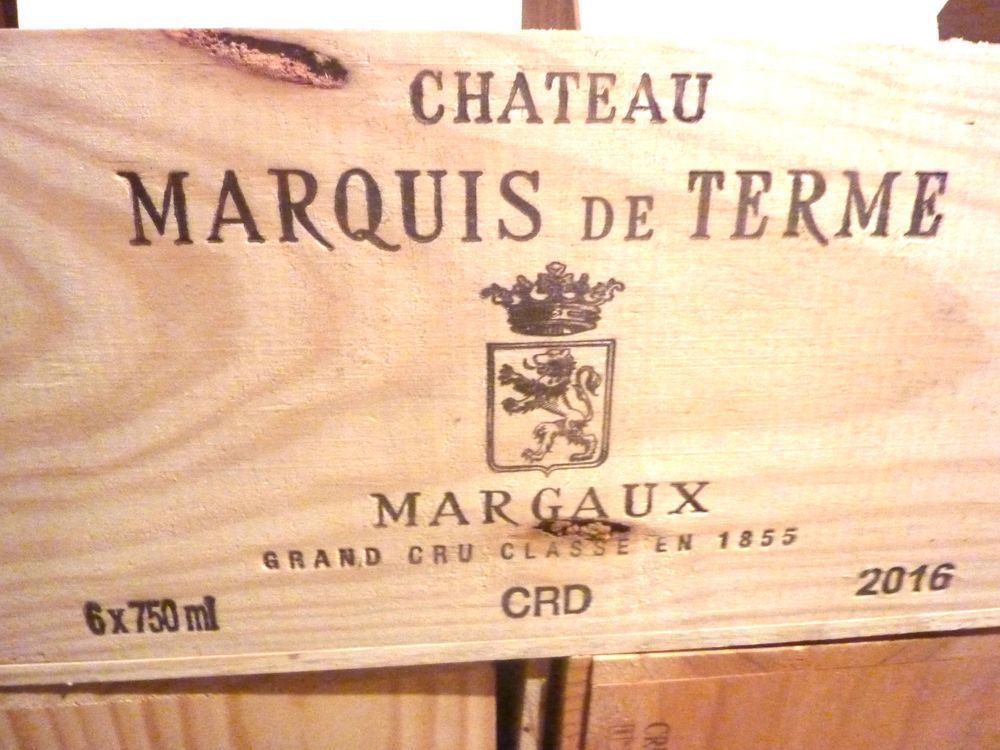 CHATEAU
MARQUIS DE TERME
MARGAUX
GRAND CRU CLASSE EN 1855
6 x 750 ml
CRD
2016